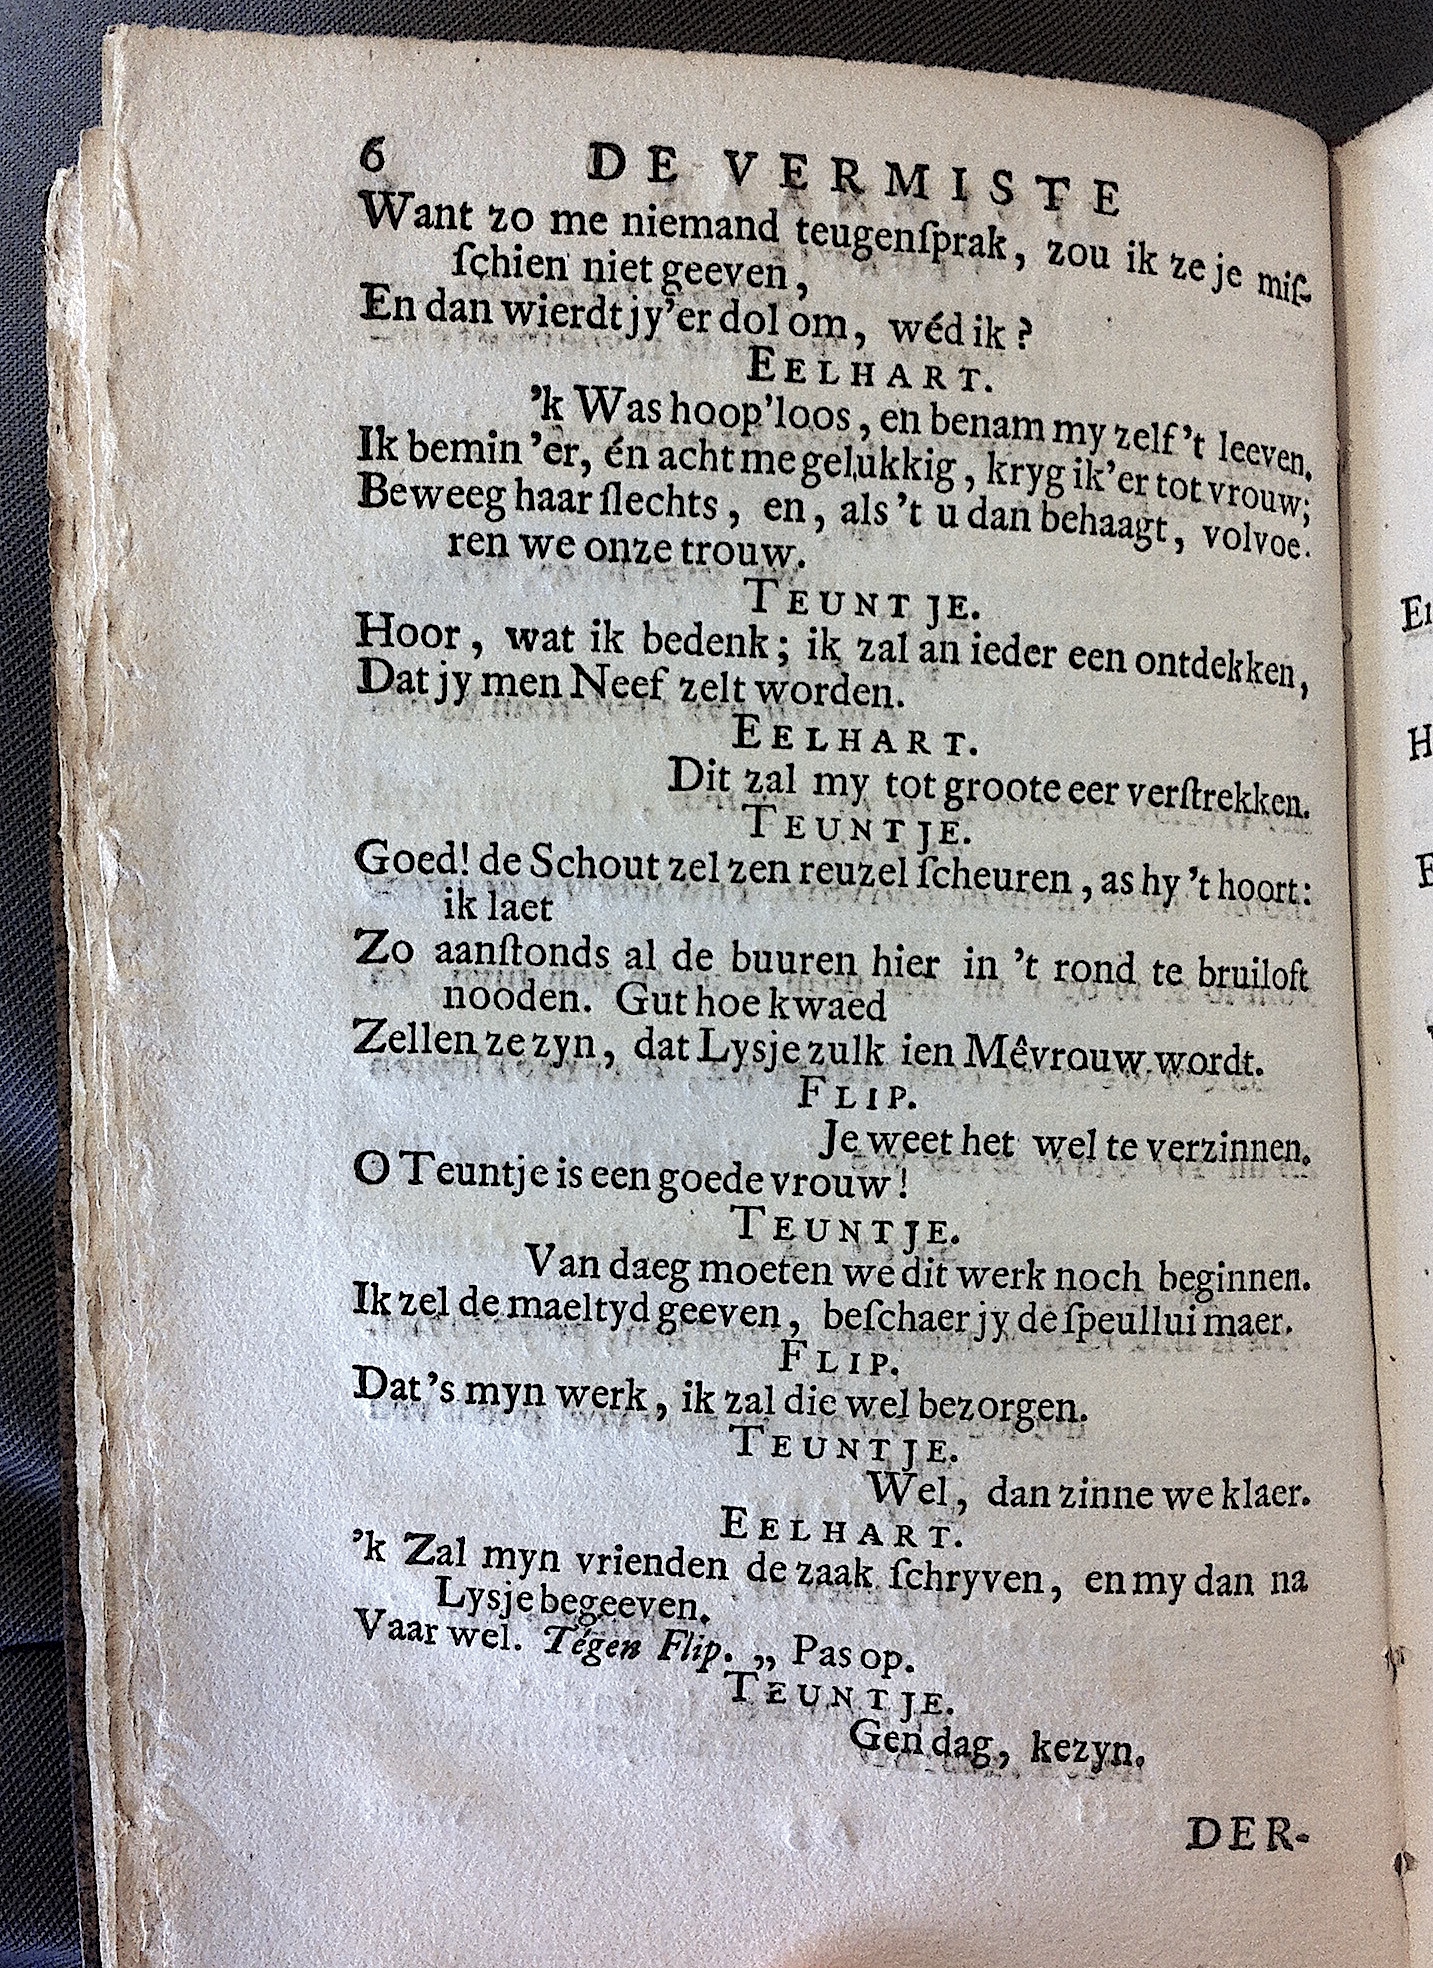 6 DE VERMISTE
Want zo me niemand teugenſprak, zou ik ze je miſ-
ſchien niet geeven,
En dan wierdt jy'er dol om, wéd ik?
EELHART.
'k Was hoop'loos, en benam my zelf 't leeven.
Ik bemin 'er, én acht me gelukkig, kryg ik 'er tot vrouw;
Beweeg haar ſlechts, en, als 't u dan behaagt, volvoe-
ren we onze trouw.
TEUNTJE.
Hoor, wat ik bedenk; ik zal an ieder een ontdekken,
Dat jy men Neef zelt worden.
EELHART.
Dit zal my tot groote eer verſtrekken.
TEUNTJE.
Goed! de Schout zel zen reuzel ſcheuren, as hy 't hoort:
ik laet
Zo aanſtonds al de buuren hier in 't rond te bruiloft
nooden. Gut hoe kwaed
Zellen ze zyn, dat Lysje zulk ien Mêvrouw wordt.
FLIP.
Je weet het wel te verzinnen.
O Teuntje is een goede vrouw!
TEUNTJE.
Van daeg moeten we dit werk noch beginnen.
Ik zel de maeltyd geeven, beſchaer jy de ſpeullui maer.
FLIP.
Dat's myn werk, ik zal die wel bezorgen.
TEUNTJE.
Wel, dan zinne we klaer.
EELHART.
'k Zal myn vrienden de zaak ſchryven, en my dan na
Lysje begeeven.
Vaar wel. Tégen Flip. „ Pas op.
TEUNTJE.
Gen dag, kezyn.
DER-